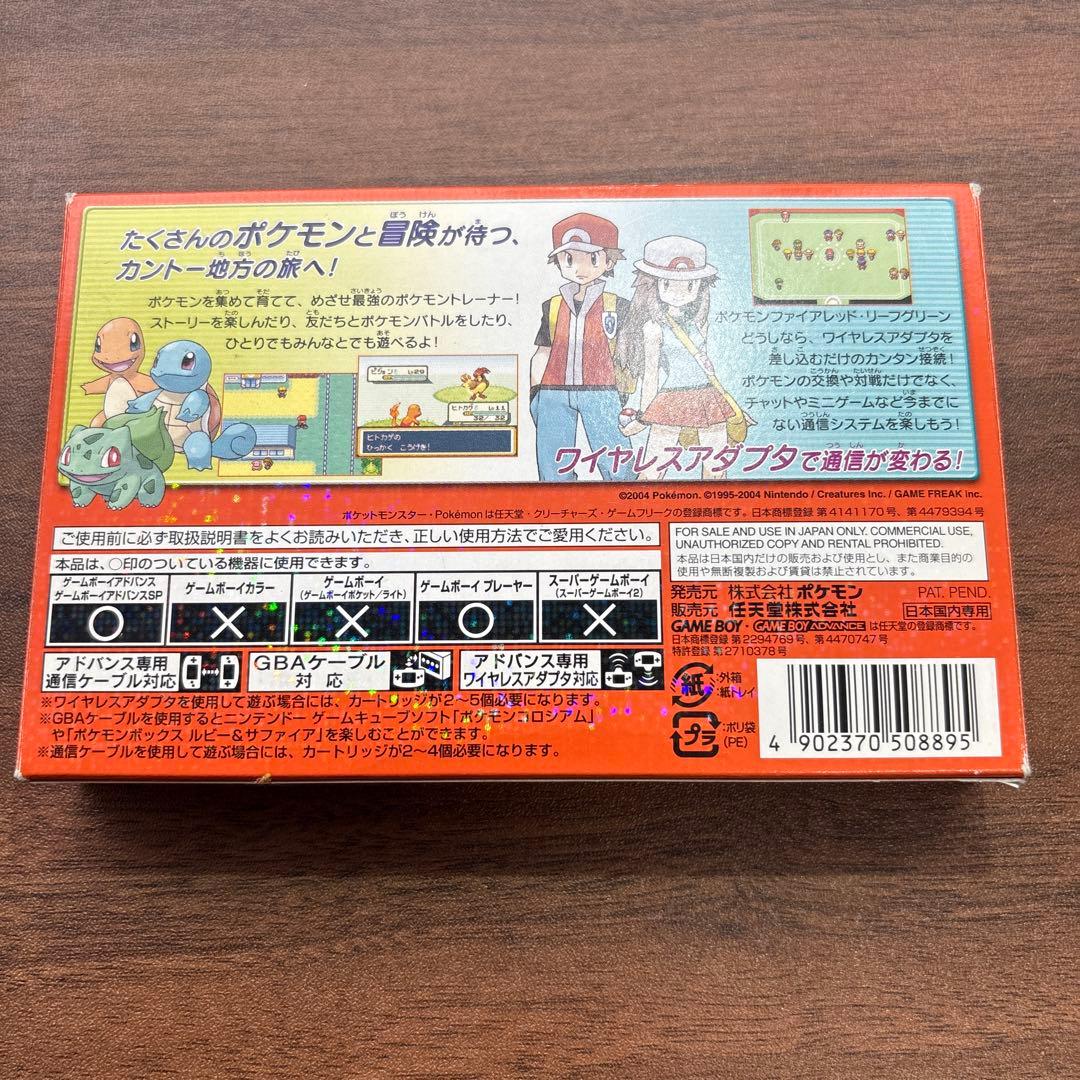 たくさんのポケモンと冒険が待つ、
カントー地方の旅へ!
ポケモンを集めて育てて、めざせ最強のポケモントレーナー!
ストーリーを楽しんだり、友だちとポケモンバトルをしたり、
ひとりでもみんなとでも遊べるよ!
ピジョン♂ Lv29
ヒトカゲ♂ Lv11
32/ 32
ヒトカゲの
ひっかく こうげき!
ポケモンファイアレッド・リーフグリーン
どうしなら、ワイヤレスアダプタを
差し込むだけのカンタン接続!
ポケモンの交換や対戦だけでなく、
チャットやミニゲームなど今までに
ない通信システムを楽しもう!
ワイヤレスアダプタで通信が変わる!
©2004 Pokémon. ©1995-2004 Nintendo / Creatures Inc. / GAME FREAK inc.
ポケットモンスター・Pokémonは任天堂・クリーチャーズ・ゲームフリークの登録商標です。日本商標登録 第4141170号、第4479394号
ご使用前に必ず取扱説明書をよくお読みいただき、正しい使用方法でご愛用ください。
本品は、○印のついている機器に使用できます。
ゲームボーイアドバンス
ゲームボーイアドバンスSP
○
ゲームボーイカラー
×
ゲームボーイ
(ゲームボーイポケット/ライト)
×
ゲームボーイ プレーヤー
○
スーパーゲームボーイ
(スーパーゲームボーイ2)
×
アドバンス専用
通信ケーブル対応
GBAケーブル
対 応
アドバンス専用
ワイヤレスアダプタ対応
※ワイヤレスアダプタを使用して遊ぶ場合には、カートリッジが2〜5個必要になります。
※GBAケーブルを使用するとニンテンドー ゲームキューブソフト「ポケモンコロシアム」
や「ポケモンボックス ルビー&サファイア」を楽しむことができます。
※通信ケーブルを使用して遊ぶ場合には、カートリッジが2〜4個必要になります。
FOR SALE AND USE IN JAPAN ONLY. COMMERCIAL USE,
UNAUTHORIZED COPY AND RENTAL PROHIBITED.
本品は日本国内だけの販売および使用とし、また商業目的の
使用や無断複製および賃貸は禁止されています。
発売元 株式会社ポケモン PAT. PEND.
販売元 任天堂株式会社 日本国内専用
GAME BOY・GAME BOY ADVANCE は任天堂の登録商標です。
日本商標登録 第2294769号、第4470747号
特許登録 第2710378号
紙
:外箱
:紙トレイ
プラ
:ポリ袋
(PE)
4 902370 508895